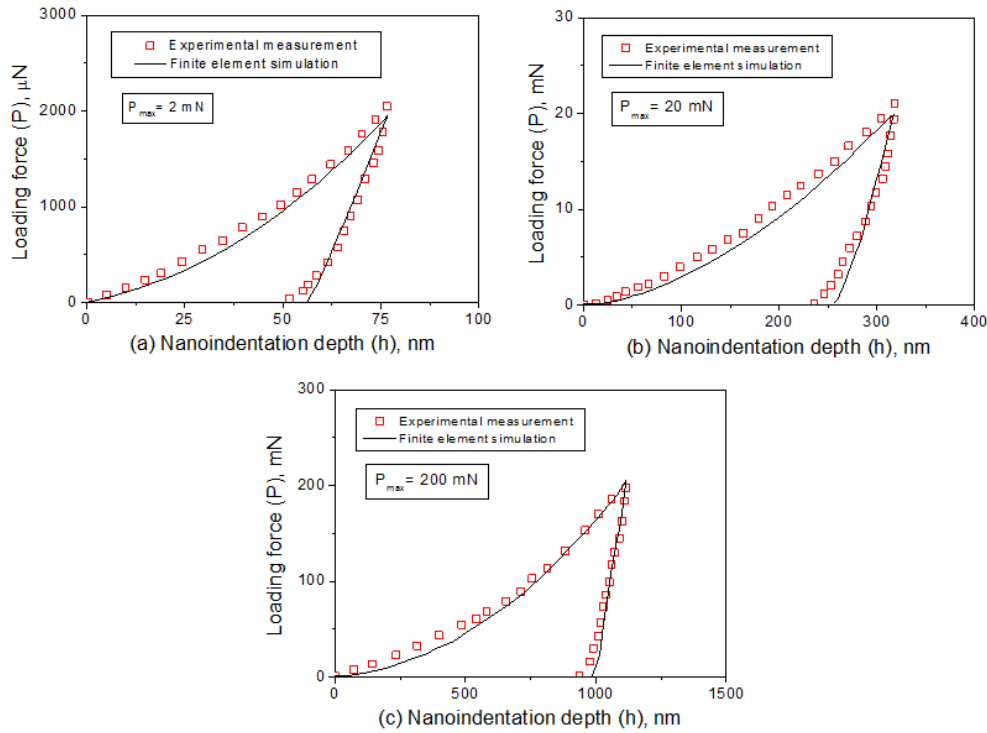 3000
2000
1000
0
Loading force (P), μN
Experimental measurement
Finite element simulation
Pmax= 2 mN
0 25 50 75 100
(a) Nanoindentation depth (h), nm
30
20
10
0
Loading force (P), mN
Experimental measurement
Finite element simulation
Pmax= 20 mN
0 100 200 300 400
(b) Nanoindentation depth (h), nm
300
200
100
0
Loading force (P), mN
Experimental measurement
Finite element simulation
Pmax= 200 mN
0 500 1000 1500
(c) Nanoindentation depth (h), nm